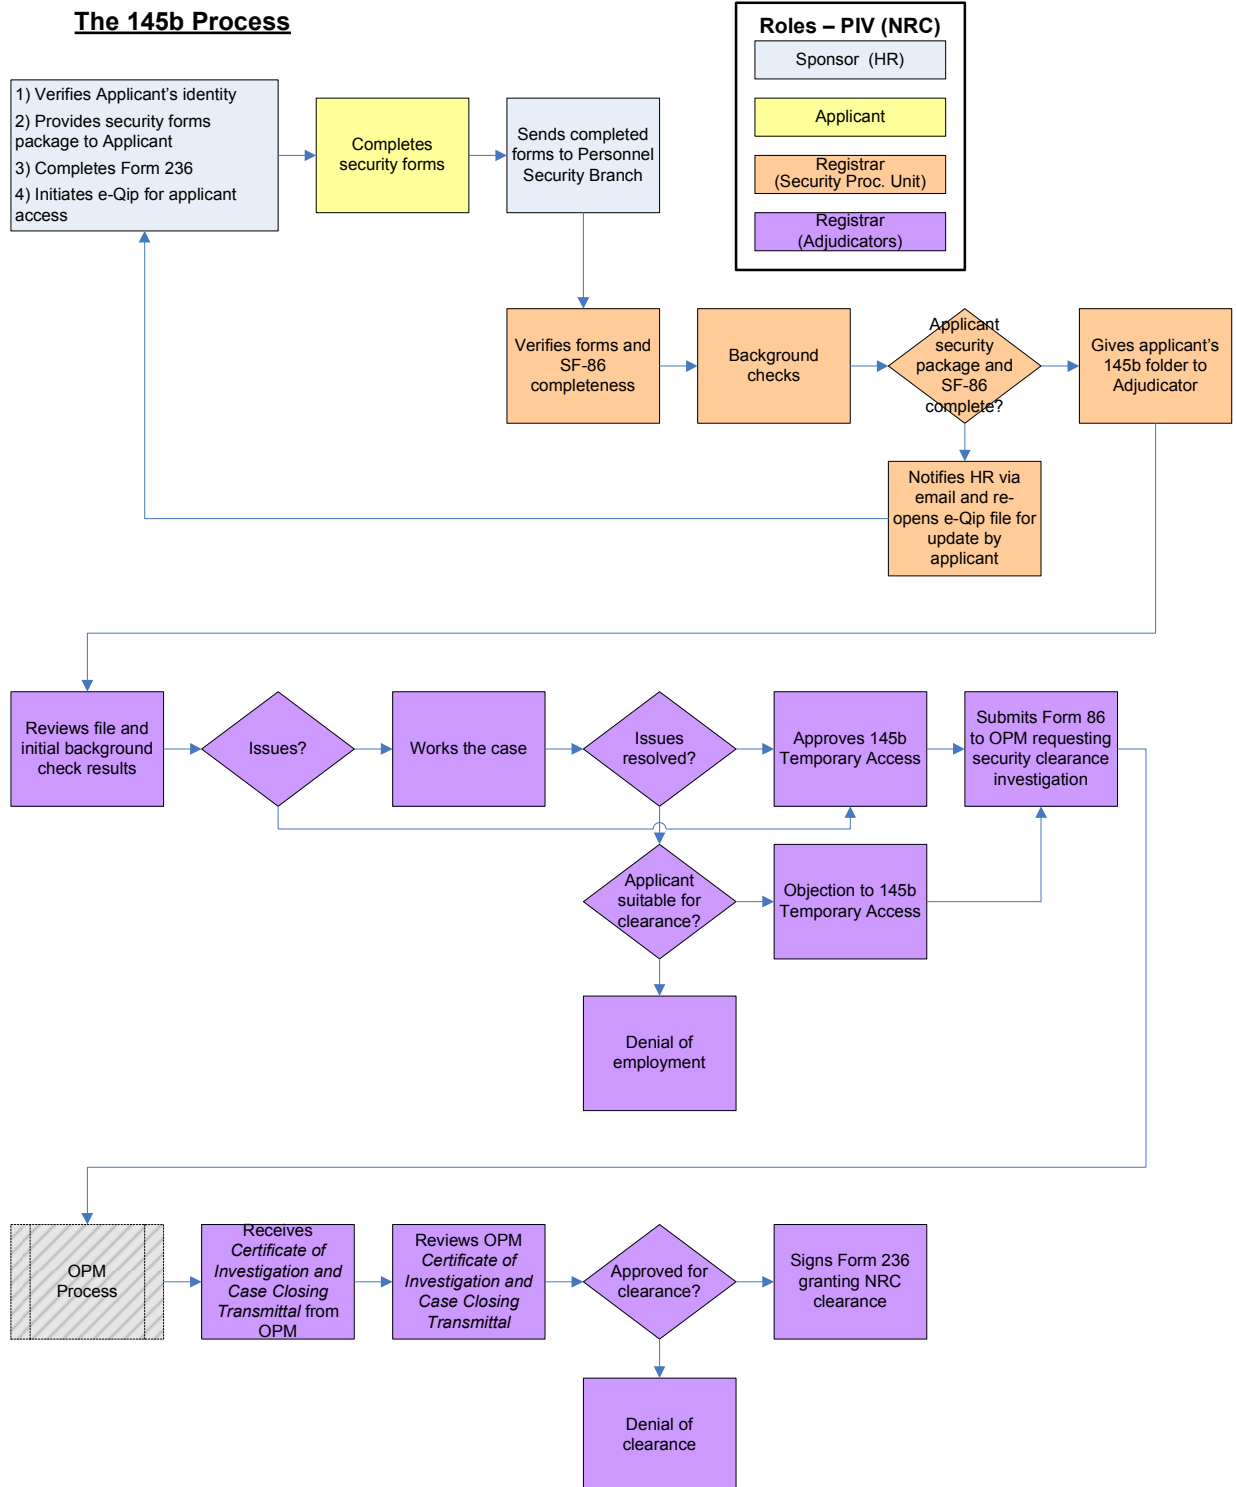 The 145b Process
Roles – PIV (NRC)
Sponsor  (HR)
Applicant
Registrar
(Security Proc. Unit)
Registrar
(Adjudicators)
1) Verifies Applicant's identity
2) Provides security forms
package to Applicant
3) Completes Form 236
4) Initiates e-Qip for applicant
access
Completes
security forms
Sends completed
forms to Personnel
Security Branch
Verifies forms and
SF-86
completeness
Background
checks
Applicant
security
package and
SF-86
complete?
Gives applicant's
145b folder to
Adjudicator
Notifies HR via
email and re-
opens e-Qip file for
update by
applicant
Reviews file and
initial background
check results
Issues?
Works the case
Issues
resolved?
Approves 145b
Temporary Access
Submits Form 86
to OPM requesting
security clearance
investigation
Applicant
suitable for
clearance?
Objection to 145b
Temporary Access
Denial of
employment
OPM
Process
Receives
Certificate of
Investigation and
Case Closing
Transmittal from
OPM
Reviews OPM
Certificate of
Investigation and
Case Closing
Transmittal
Approved for
clearance?
Signs Form 236
granting NRC
clearance
Denial of
clearance